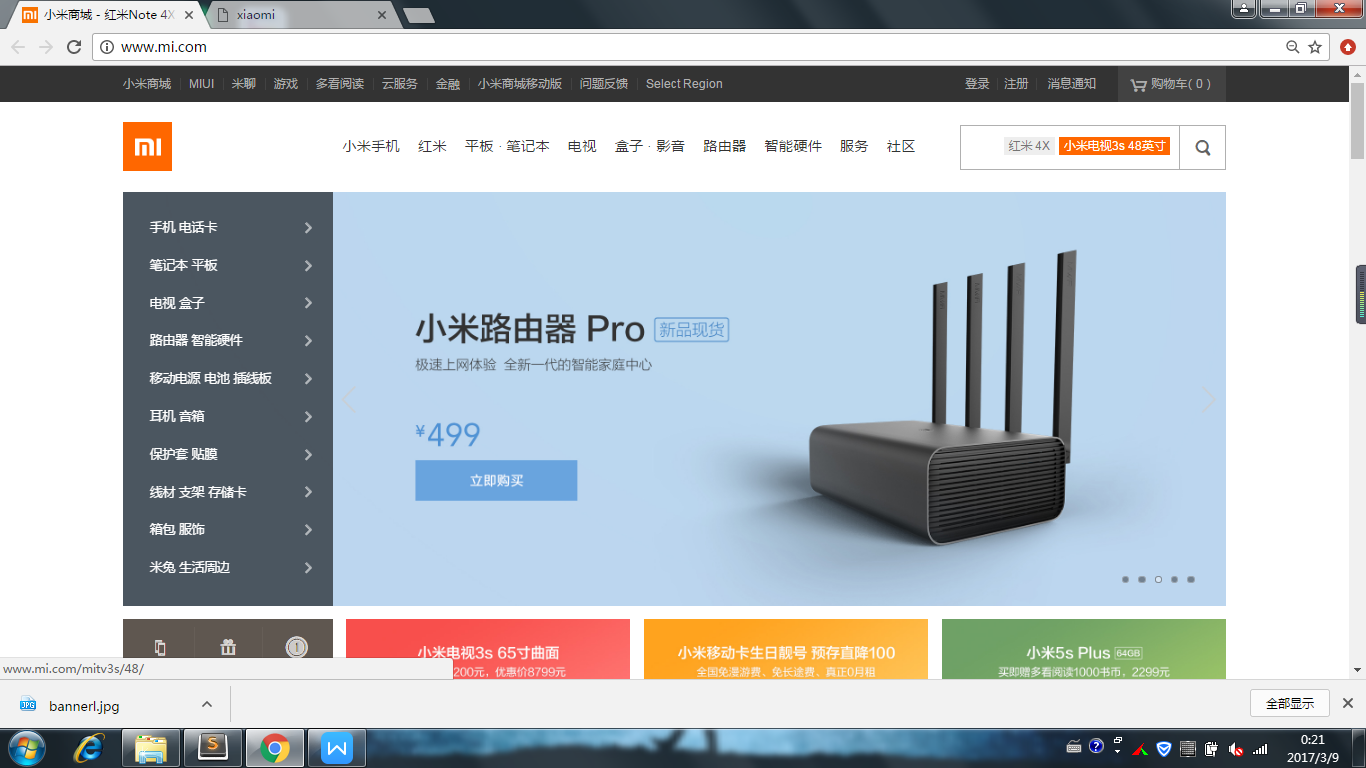 小米商城 - 红米Note 4X
xiaomi
www.mi.com
小米商城 MIUI 米聊 游戏 多看阅读 云服务 金融 小米商城移动版 问题反馈 Select Region 登录 注册 消息通知 购物车( 0 )
小米手机 红米 平板 · 笔记本 电视 盒子 · 影音 路由器 智能硬件 服务 社区 红米 4X 小米电视3s 48英寸
手机 电话卡
笔记本 平板
电视 盒子
路由器 智能硬件
移动电源 电池 插线板
耳机 音箱
保护套 贴膜
线材 支架 存储卡
箱包 服饰
米兔 生活周边
小米路由器 Pro 新品现货
极速上网体验 全新一代的智能家庭中心
¥499
立即购买
小米电视3s 65寸曲面
200元，优惠价8799元
小米移动卡生日靓号 预存直降100
全国免漫游费、免长途费、真正0月租
小米5s Plus 64GB
买即赠多看阅读1000书币，2299元
www.mi.com/mitv3s/48/
bannerl.jpg
全部显示
0:21
2017/3/9